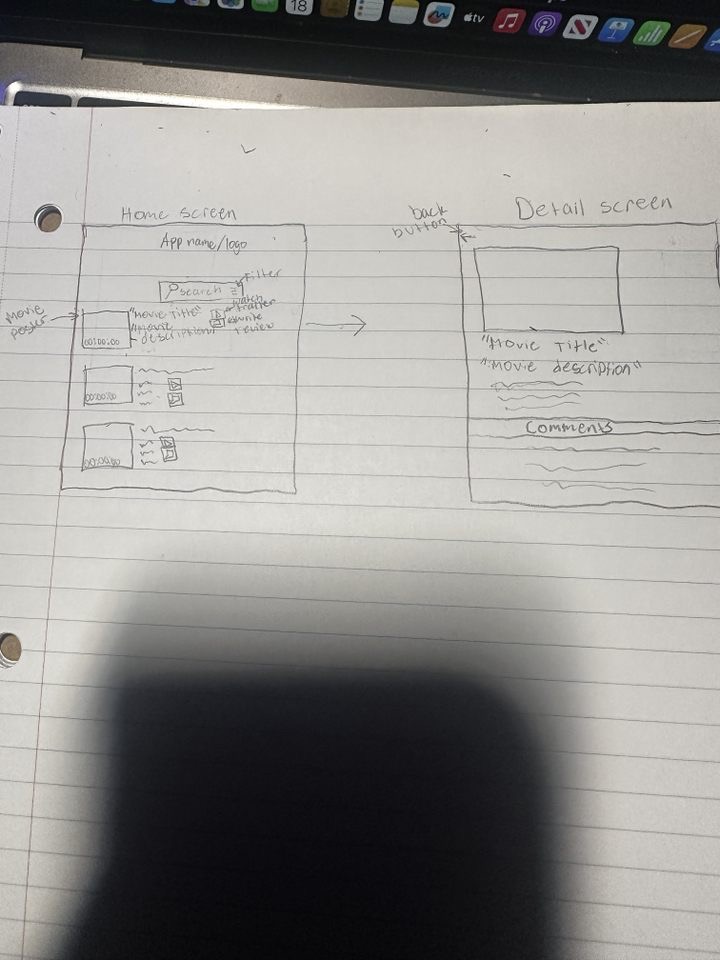 18
tv
Home screen
App name/logo
Search
Filter
Movie
poster
"Movie Title"
"Movie
description"
watch
trailer
write
review
00:00:00
00:00:00
00:00:00
back
button
Detail screen
"Movie Title"
"Movie description"
Comments